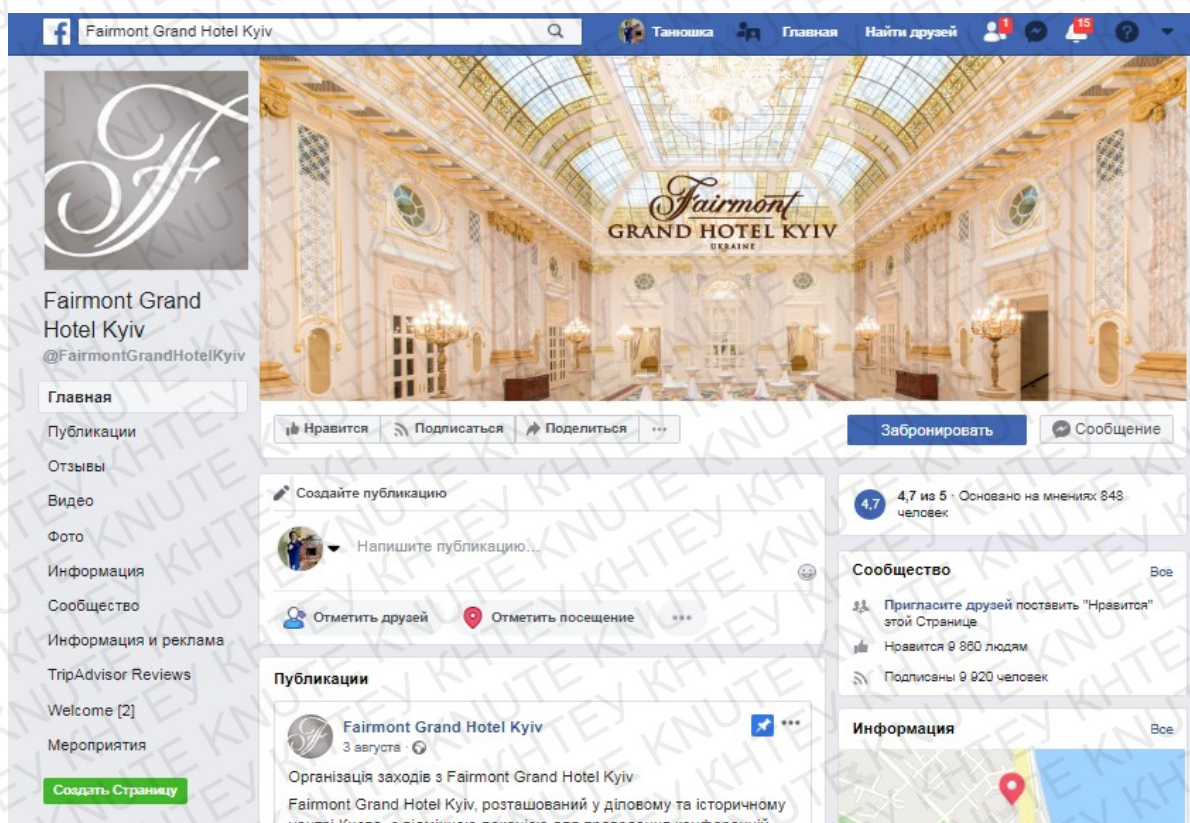 Fairmont Grand Hotel Kyiv
Танюшка
Главная
Найти друзей
1
15
Fairmont
GRAND HOTEL KYIV
UKRAINE
Fairmont Grand
Hotel Kyiv
@FairmontGrandHotelKyiv
Главная
Публикации
Отзывы
Видео
Фото
Информация
Сообщество
Информация и реклама
TripAdvisor Reviews
Welcome [2]
Мероприятия
Создать Страницу
Нравится
Подписаться
Поделиться
Забронировать
Сообщение
Создайте публикацию
Напишите публикацию...
Отметить друзей
Отметить посещение
Публикации
Fairmont Grand Hotel Kyiv
3 августа
Організація заходів з Fairmont Grand Hotel Kyiv
Fairmont Grand Hotel Kyiv, розташований у діловому та історичному
4,7
4,7 из 5 · Основано на мнениях 848
человек
Сообщество
Все
Пригласите друзей поставить "Нравится"
этой Странице
Нравится 9 860 людям
Подписаны 9 920 человек
Информация
Все
KNUTE KHTEY KNUTE KHTEY